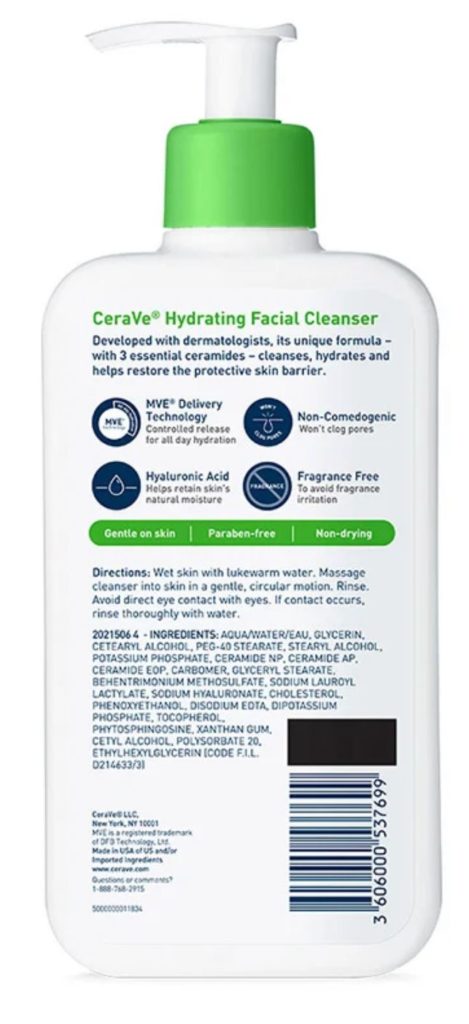 CeraVe® Hydrating Facial Cleanser
Developed with dermatologists, its unique formula –
with 3 essential ceramides – cleanses, hydrates and
helps restore the protective skin barrier.
MVE
MVE® Delivery
Technology
Controlled release
for all day hydration
WON'T
CLOG PORES
Non-Comedogenic
Won't clog pores
Hyaluronic Acid
Helps retain skin's
natural moisture
FRAGRANCE
Fragrance Free
To avoid fragrance
irritation
Gentle on skin | Paraben-free | Non-drying
Directions: Wet skin with lukewarm water. Massage
cleanser into skin in a gentle, circular motion. Rinse.
Avoid direct eye contact with eyes. If contact occurs,
rinse thoroughly with water.
2021506 4 - INGREDIENTS: AQUA/WATER/EAU, GLYCERIN,
CETEARYL ALCOHOL, PEG-40 STEARATE, STEARYL ALCOHOL,
POTASSIUM PHOSPHATE, CERAMIDE NP, CERAMIDE AP,
CERAMIDE EOP, CARBOMER, GLYCERYL STEARATE,
BEHENTRIMONIUM METHOSULFATE, SODIUM LAUROYL
LACTYLATE, SODIUM HYALURONATE, CHOLESTEROL,
PHENOXYETHANOL, DISODIUM EDTA, DIPOTASSIUM
PHOSPHATE, TOCOPHEROL,
PHYTOSPHINGOSINE, XANTHAN GUM,
CETYL ALCOHOL, POLYSORBATE 20,
ETHYLHEXYLGLYCERIN (CODE F.I.L.
D214633/3)
CeraVe® LLC,
New York, NY 10001
MVE is a registered trademark
of DFB Technology, Ltd.
Made in USA of US and/or
Imported Ingredients
www.cerave.com
Questions or comments?
1-888-768-2915
5000000011834
3 606000 537699